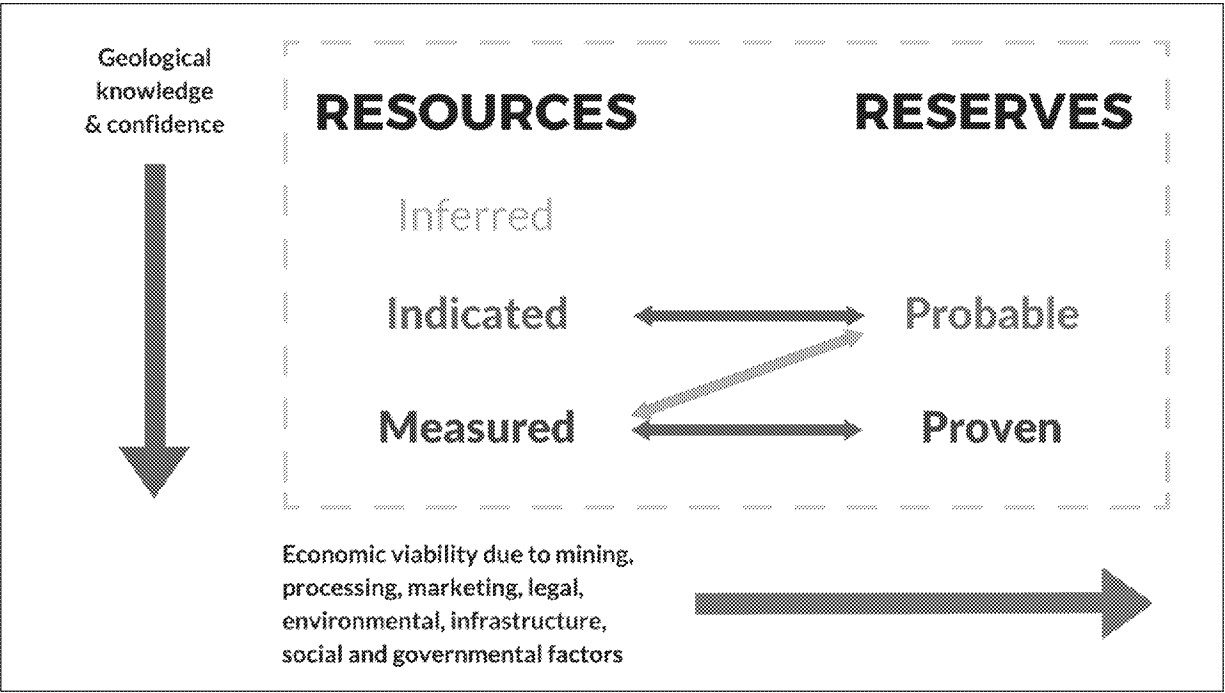 Geological
knowledge
& confidence
RESOURCES
RESERVES
Inferred
Indicated
Probable
Measured
Proven
Economic viability due to mining,
processing, marketing, legal,
environmental, infrastructure,
social and governmental factors